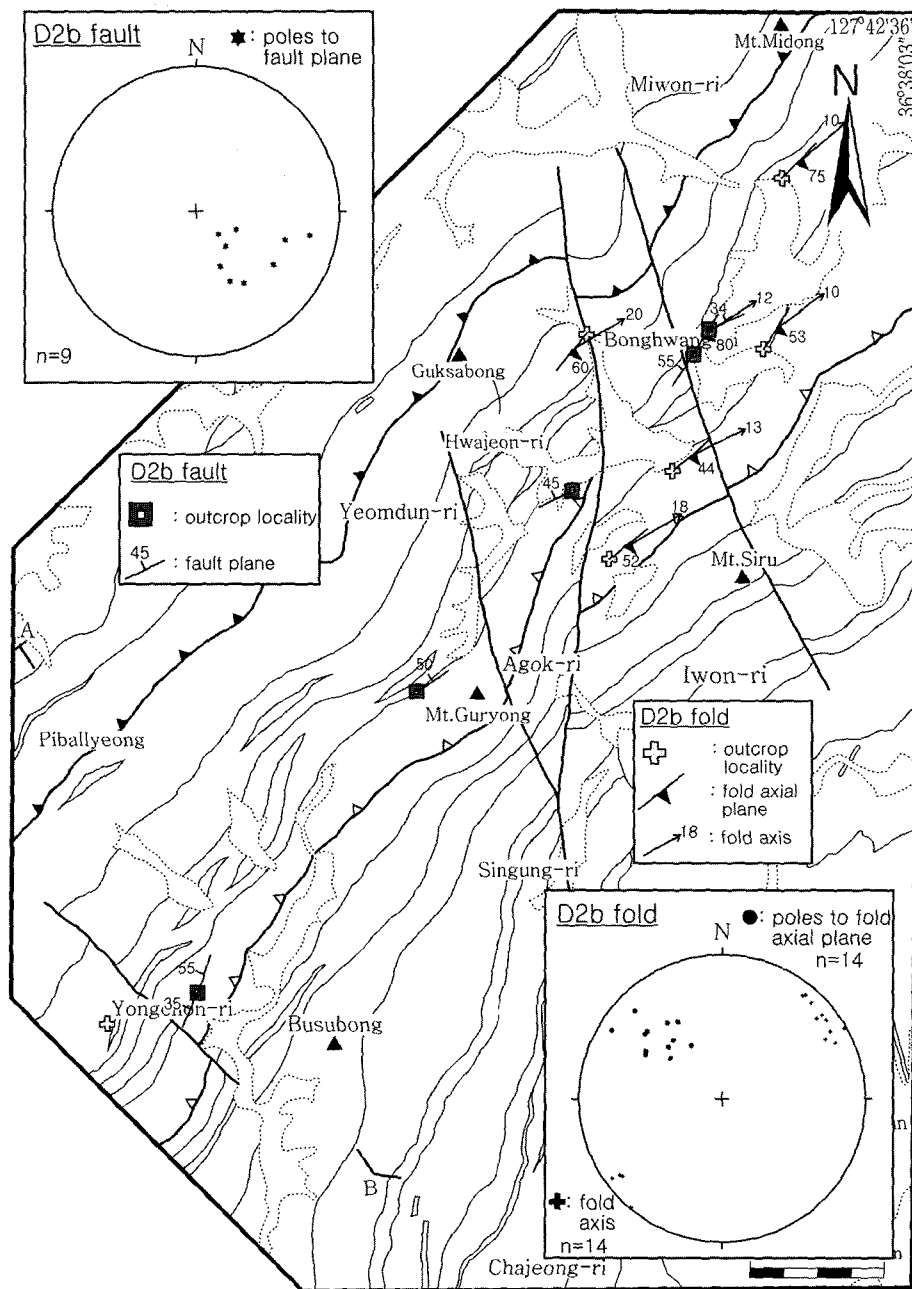 D2b fault
: poles to
fault plane
N
n=9
127°42'36"
36°38'03"
Mt.Midong
Miwon-ri
N
10
75
34
12
10
20
Bonghwang
i
80
53
55
60
Guksabong
13
Hwajeon-ri
44
45
18
Yeomdun-ri
52
Mt.Siru
D2b fault
: outcrop locality
45
: fault plane
A
Agok-ri
Iwon-ri
50
Mt.Guryong
Piballyeong
D2b fold
: outcrop
locality
: fold axial
plane
18
: fold axis
Singung-ri
D2b fold
: poles to fold
axial plane
n=14
N
55
35
Yongchon-ri
Busubong
B
n
: fold
axis
n=14
n
Chajeong-ri